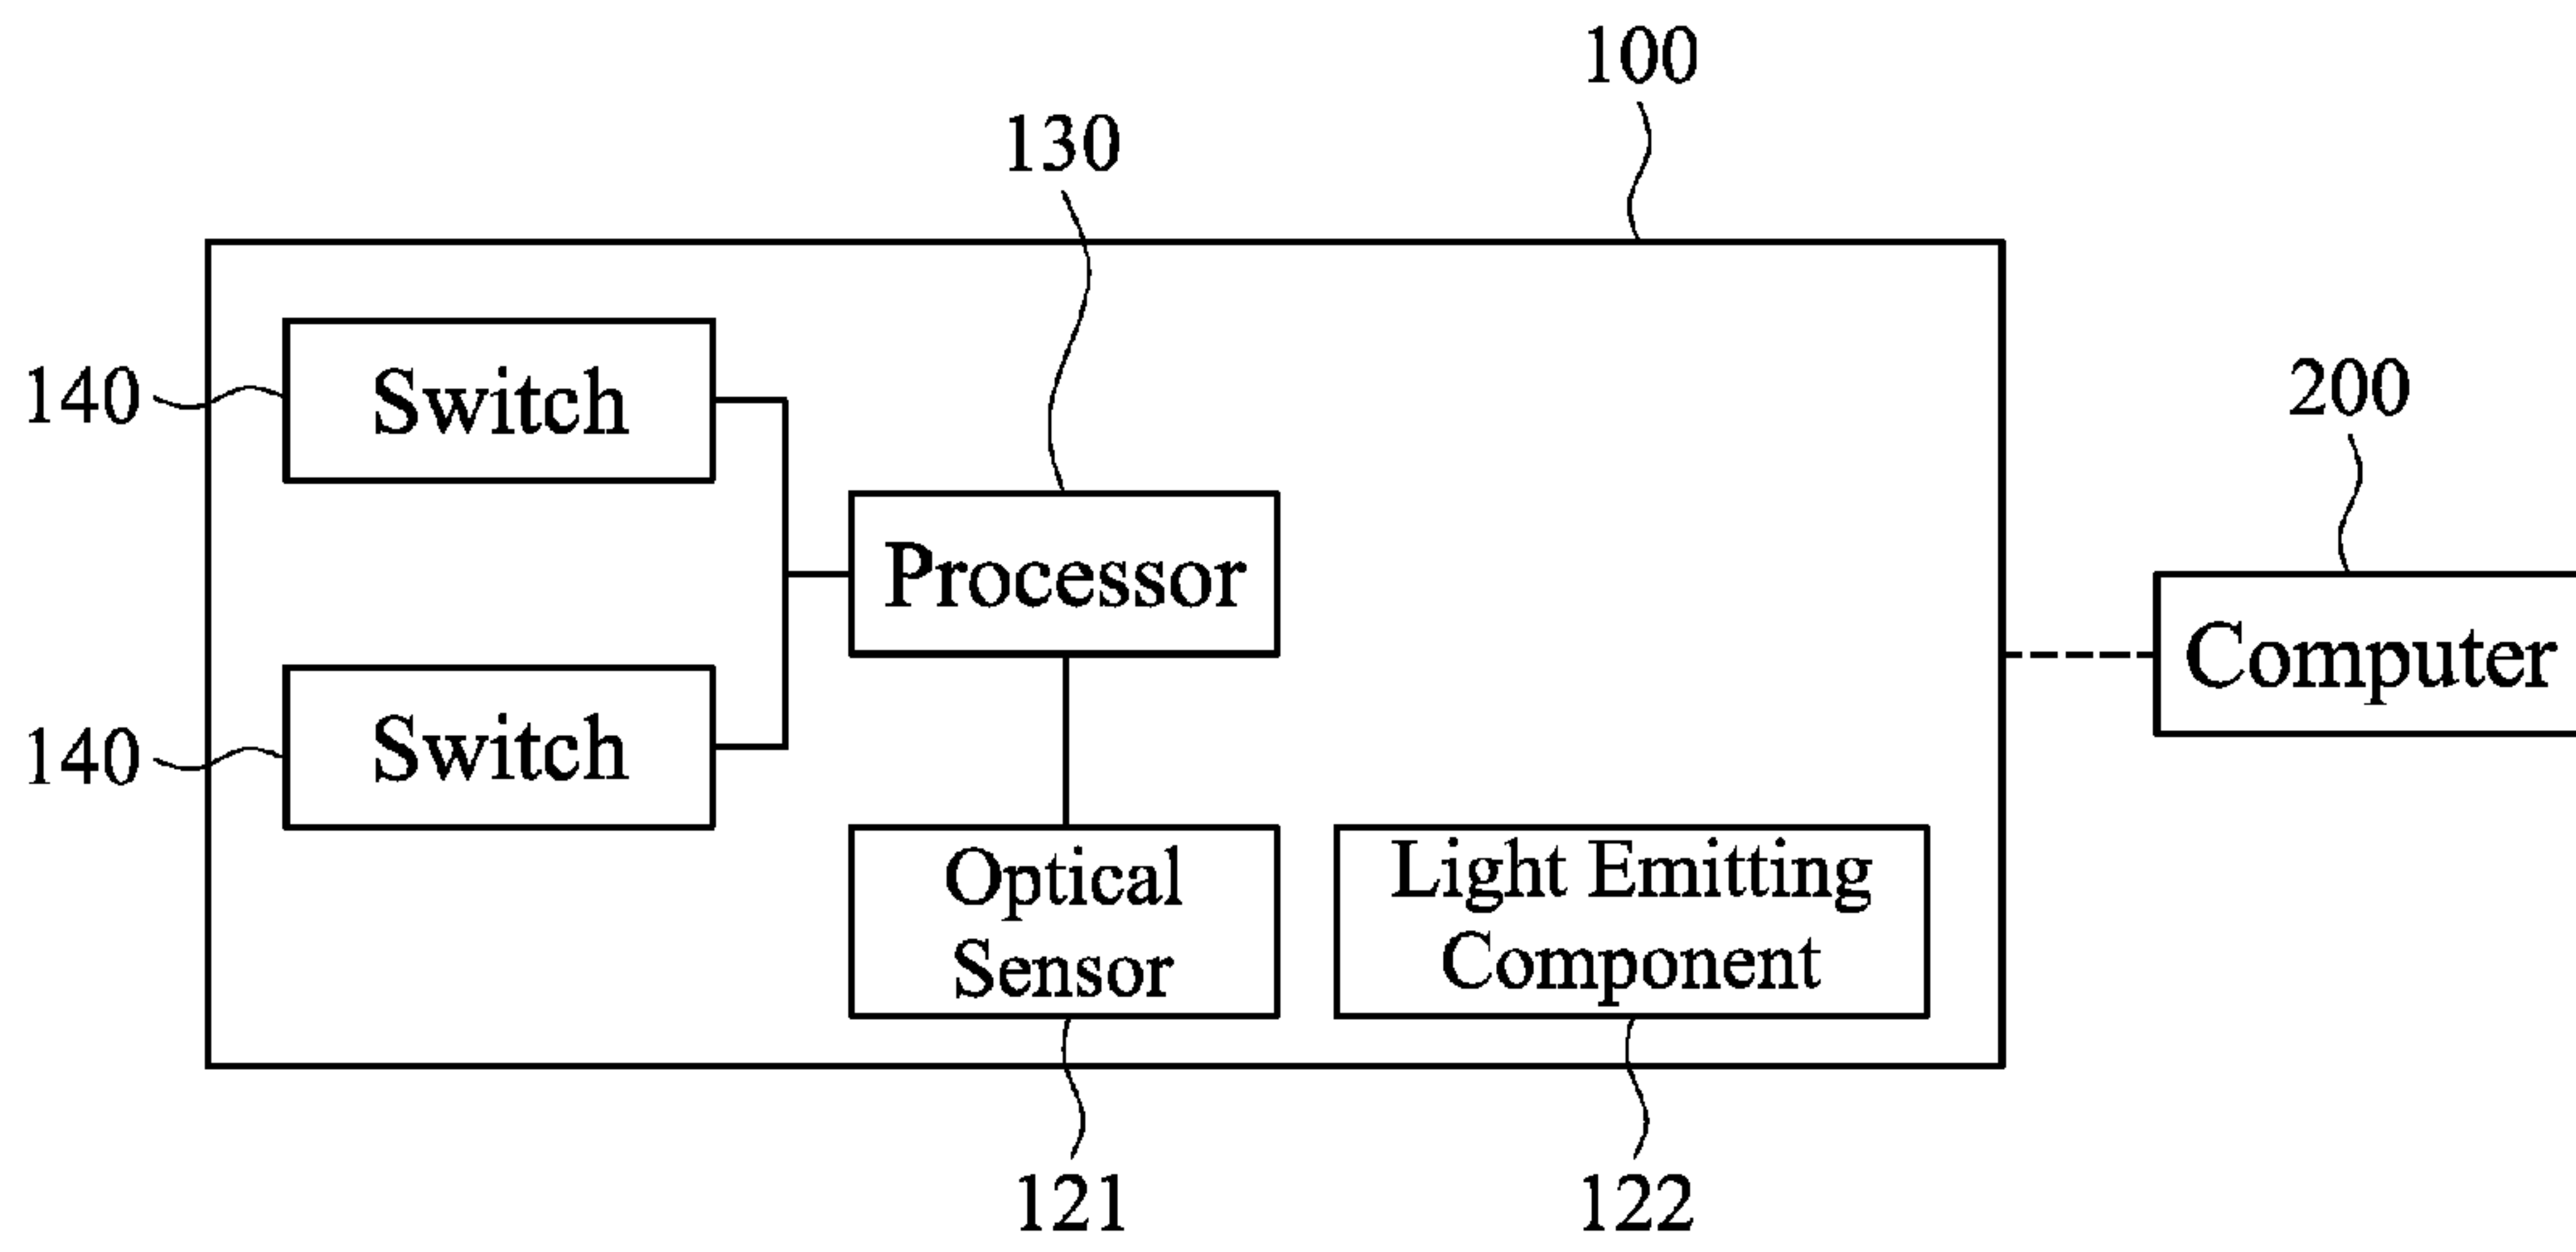 100
130
140
Switch
200
Processor
Computer
140
Switch
Optical
Sensor
Light Emitting
Component
121
122